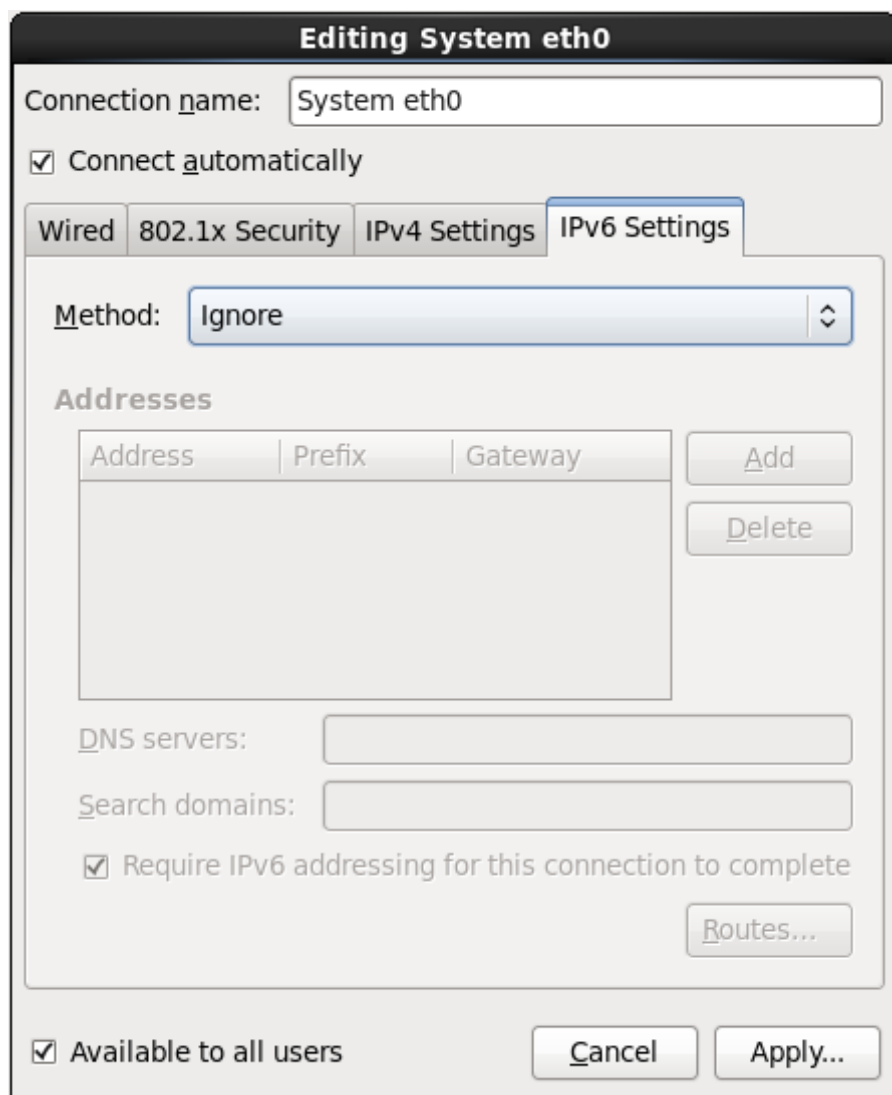 Editing System eth0
Connection name: System eth0
Connect automatically
Wired 802.1x Security IPv4 Settings IPv6 Settings
Method: Ignore
Addresses
Address Prefix Gateway Add
Delete
DNS servers:
Search domains:
Require IPv6 addressing for this connection to complete
Routes...
Available to all users Cancel Apply...